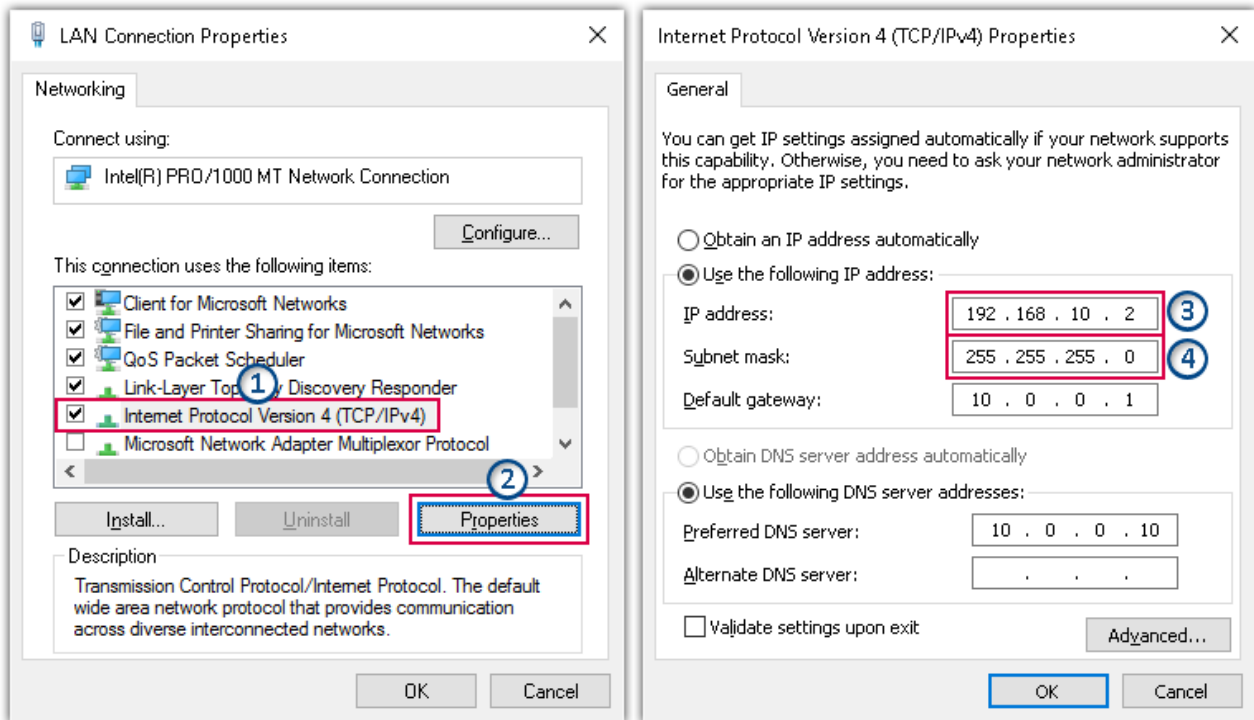 LAN Connection Properties
Networking
Connect using:
Intel(R) PRO/1000 MT Network Connection
Configure...
This connection uses the following items:
Client for Microsoft Networks
File and Printer Sharing for Microsoft Networks
QoS Packet Scheduler
1
Link-Layer Top y Discovery Responder
Internet Protocol Version 4 (TCP/IPv4)
Microsoft Network Adapter Multiplexor Protocol
2
Install...
Uninstall
Properties
Description
Transmission Control Protocol/Internet Protocol. The default
wide area network protocol that provides communication
across diverse interconnected networks.
OK
Cancel
Internet Protocol Version 4 (TCP/IPv4) Properties
General
You can get IP settings assigned automatically if your network supports
this capability. Otherwise, you need to ask your network administrator
for the appropriate IP settings.
Obtain an IP address automatically
Use the following IP address:
IP address: 192 . 168 . 10 . 2 3
Subnet mask: 255 . 255 . 255 . 0 4
Default gateway: 10 . 0 . 0 . 1
Obtain DNS server address automatically
Use the following DNS server addresses:
Preferred DNS server: 10 . 0 . 0 . 10
Alternate DNS server: . . .
Validate settings upon exit
Advanced...
OK
Cancel